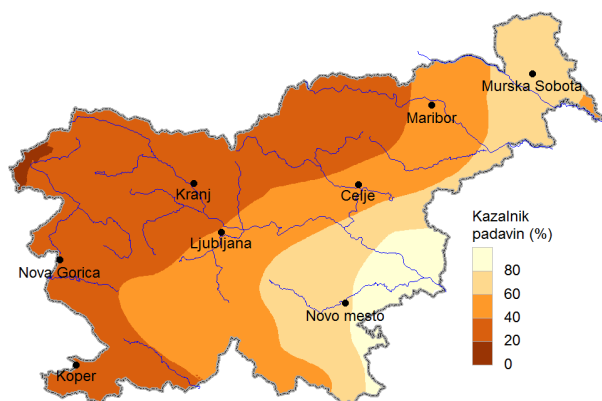 Murska Sobota
Maribor
Kranj
Celje
Ljubljana
Nova Gorica
Novo mesto
Koper
Kazalnik
padavin (%)
80
60
40
20
0